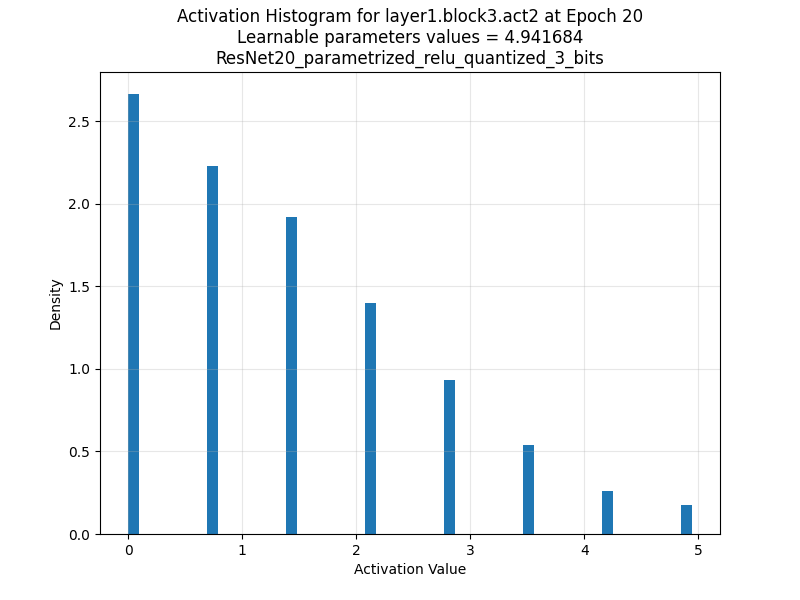 Activation Histogram for layer1.block3.act2 at Epoch 20
Learnable parameters values = 4.941684
ResNet20_parametrized_relu_quantized_3_bits
2.5
2.0
1.5
1.0
0.5
0.0
Density
0 1 2 3 4 5
Activation Value